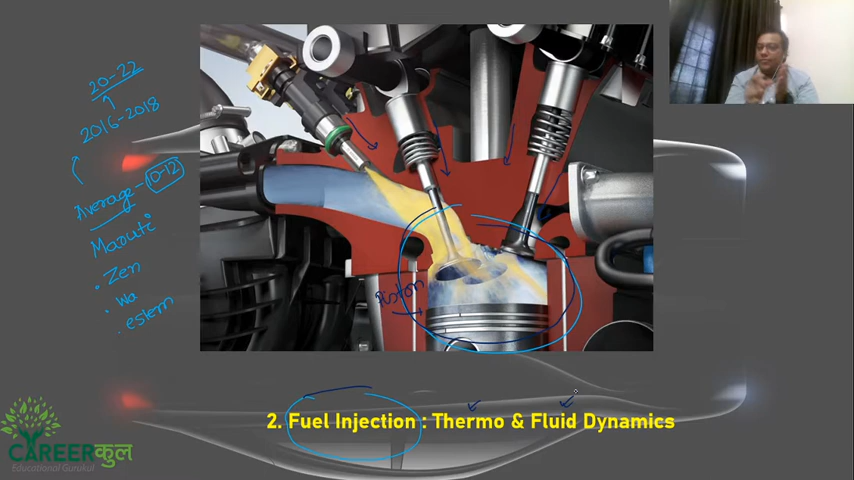 20-22
2016-2018
Average - 10-12
Maruti
· Zen
· Wa
· esteem
Piston
2. Fuel Injection : Thermo & Fluid Dynamics
CAREERकुल
Educational Gurukul